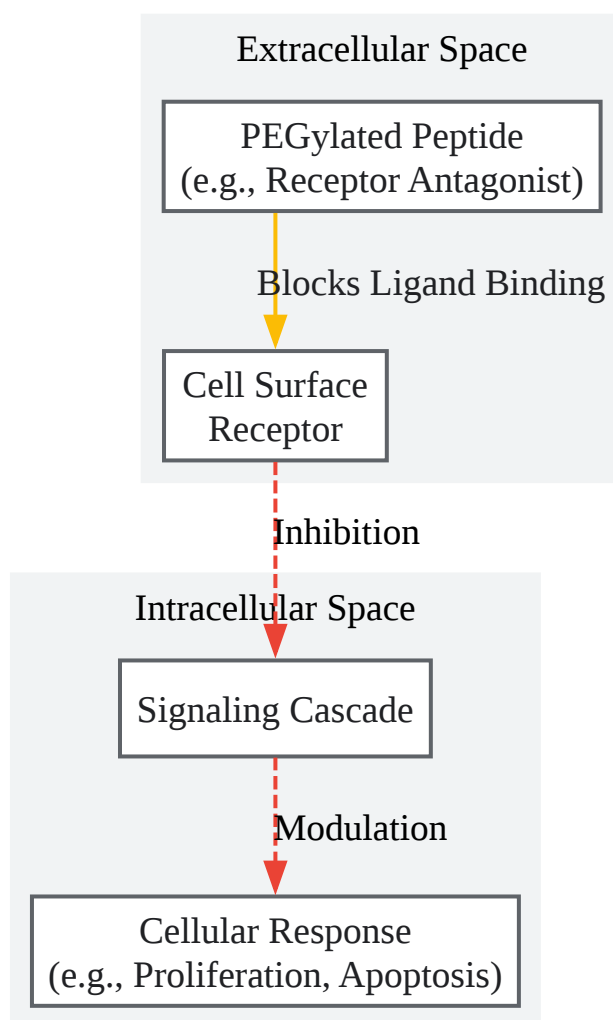 Extracellular Space
PEGylated Peptide
(e.g., Receptor Antagonist)
Blocks Ligand Binding
Cell Surface
Receptor
Inhibition
Intracellular Space
Signaling Cascade
Modulation
Cellular Response
(e.g., Proliferation, Apoptosis)